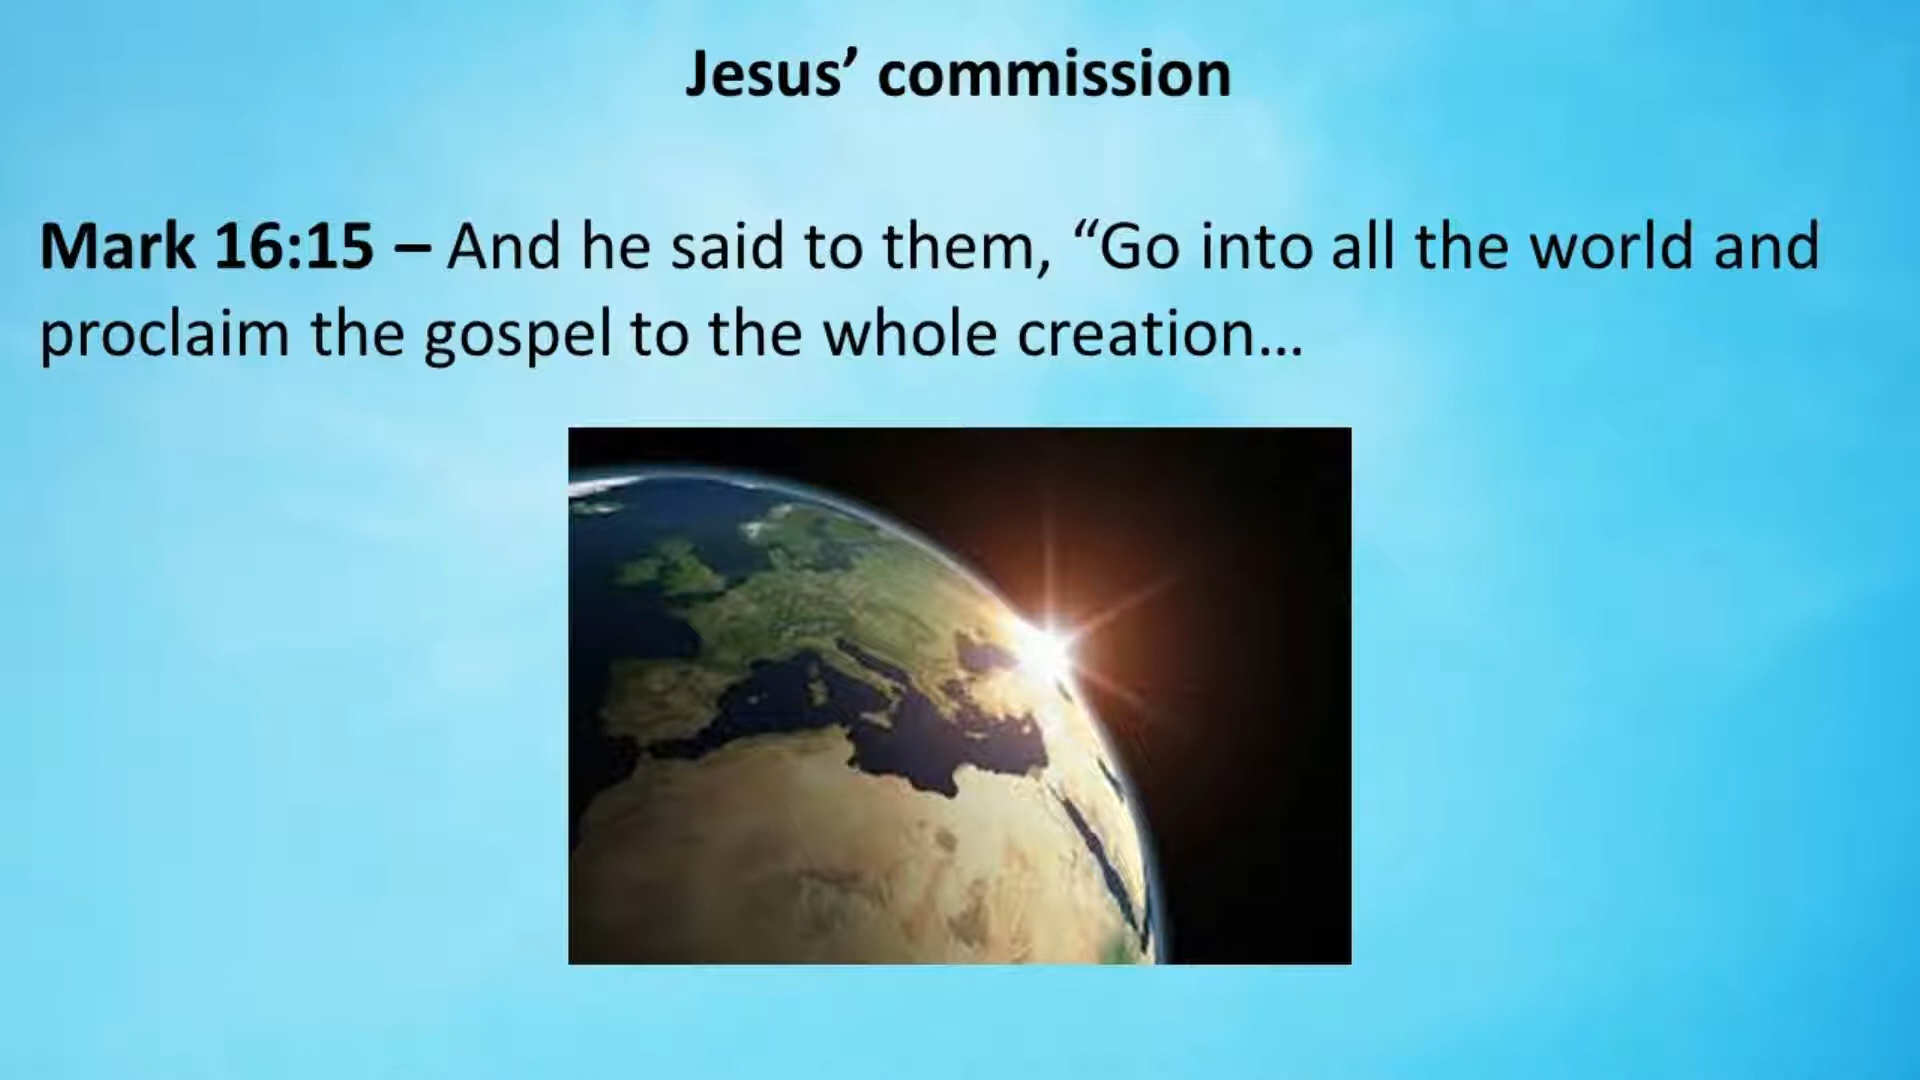 Jesus’ commission
Mark 16:15 – And he said to them, “Go into all the world and
proclaim the gospel to the whole creation…